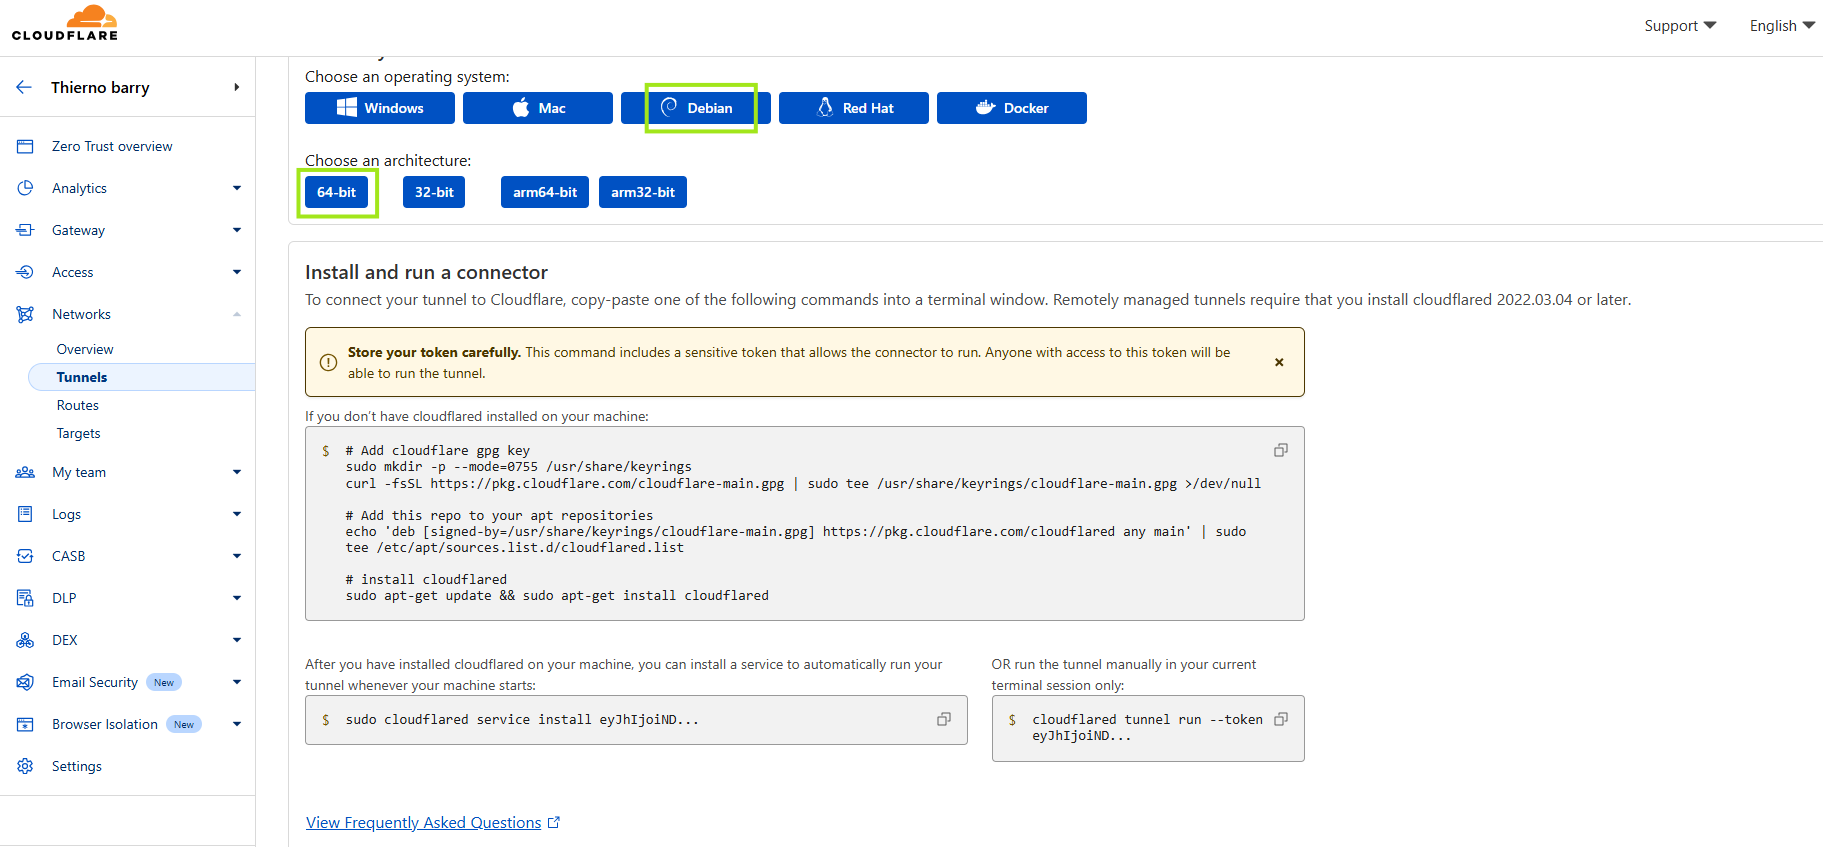 CLOUDFLARE
Support
English
Thierno barry
Zero Trust overview
Analytics
Gateway
Access
Networks
Overview
Tunnels
Routes
Targets
My team
Logs
CASB
DLP
DEX
Email Security New
Browser Isolation New
Settings
Choose an operating system:
Windows
Mac
Debian
Red Hat
Docker
Choose an architecture:
64-bit
32-bit
arm64-bit
arm32-bit
Install and run a connector
To connect your tunnel to Cloudflare, copy-paste one of the following commands into a terminal window. Remotely managed tunnels require that you install cloudflared 2022.03.04 or later.
Store your token carefully. This command includes a sensitive token that allows the connector to run. Anyone with access to this token will be
able to run the tunnel.
If you don’t have cloudflared installed on your machine:
$ # Add cloudflare gpg key
sudo mkdir -p --mode=0755 /usr/share/keyrings
curl -fsSL https://pkg.cloudflare.com/cloudflare-main.gpg | sudo tee /usr/share/keyrings/cloudflare-main.gpg >/dev/null
# Add this repo to your apt repositories
echo 'deb [signed-by=/usr/share/keyrings/cloudflare-main.gpg] https://pkg.cloudflare.com/cloudflared any main' | sudo
tee /etc/apt/sources.list.d/cloudflared.list
# install cloudflared
sudo apt-get update && sudo apt-get install cloudflared
After you have installed cloudflared on your machine, you can install a service to automatically run your
tunnel whenever your machine starts:
$ sudo cloudflared service install eyJhIjoiND...
OR run the tunnel manually in your current
terminal session only:
$ cloudflared tunnel run --token
eyJhIjoiND...
View Frequently Asked Questions